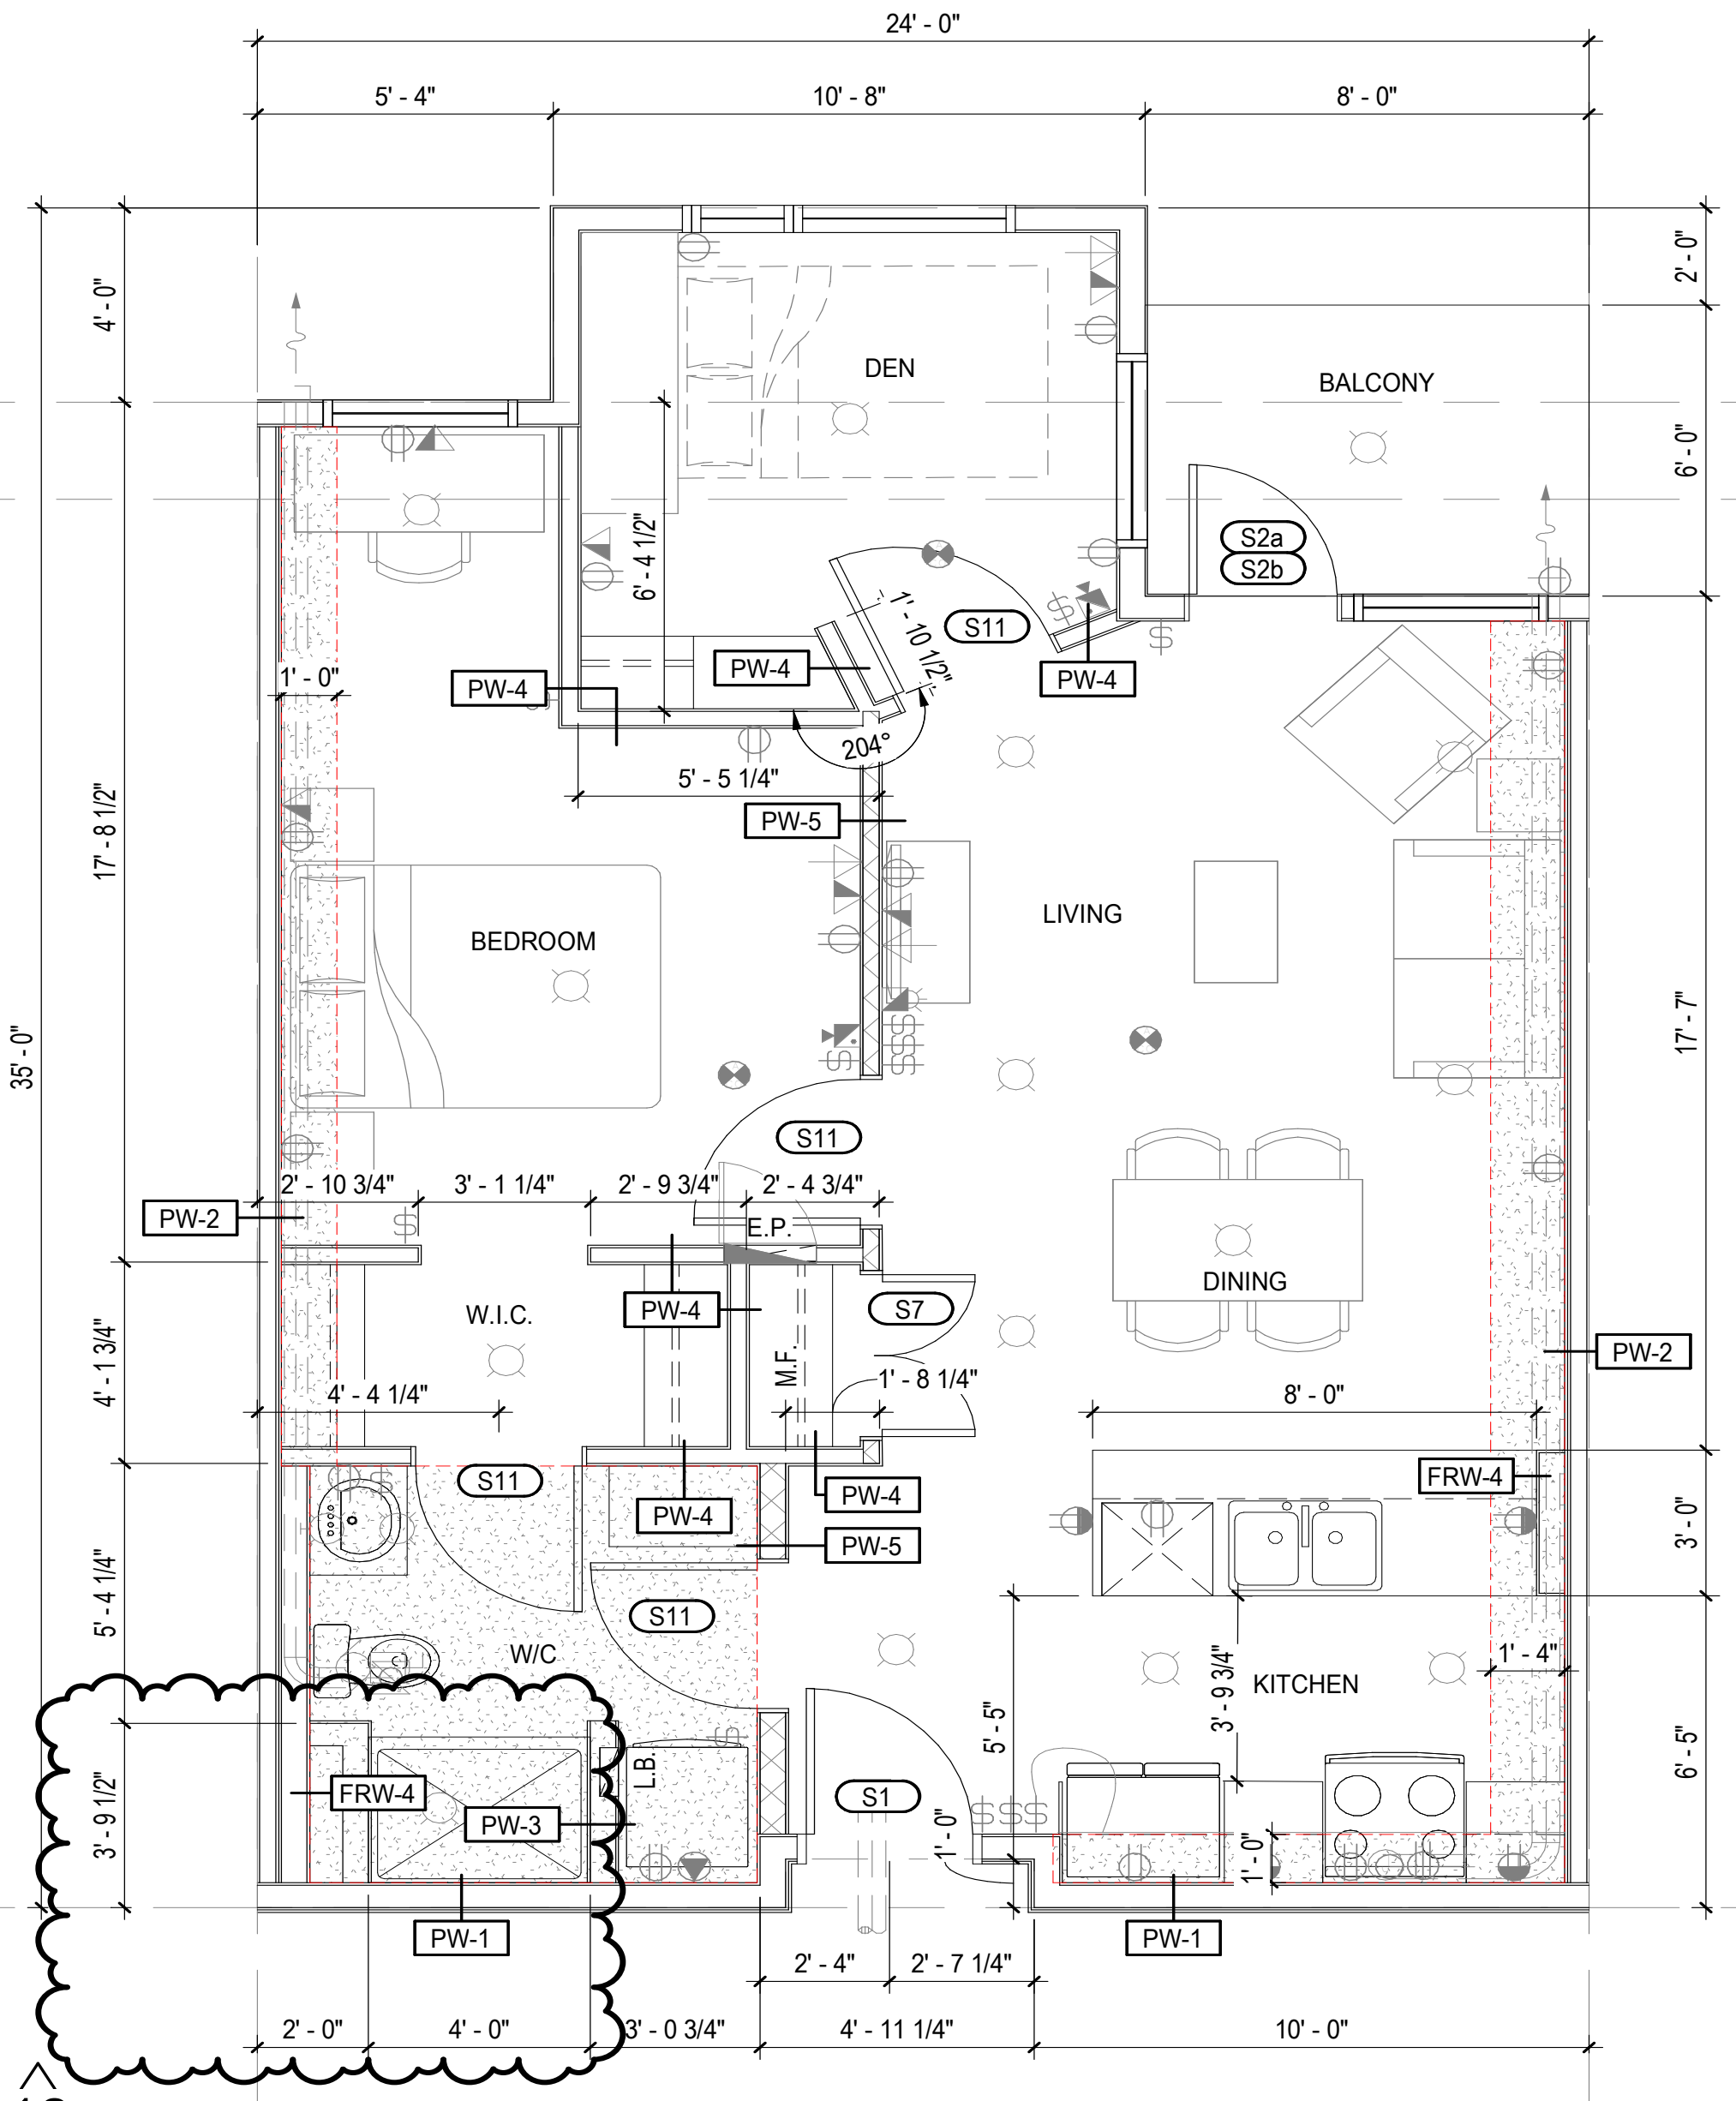 24' - 0"
5' - 4"
10' - 8"
8' - 0"
2' - 0"
4' - 0"
DEN
BALCONY
6' - 0"
S2a
S2b
6' - 4 1/2"
1' - 10 1/2"
S11
PW-4
PW-4
PW-4
1' - 0"
204°
5' - 5 1/4"
17' - 8 1/2"
PW-5
LIVING
BEDROOM
35' - 0"
17' - 7"
S11
2' - 10 3/4"
3' - 1 1/4"
2' - 9 3/4"
2' - 4 3/4"
PW-2
E.P.
DINING
W.I.C.
PW-4
S7
4' - 1 3/4"
M.F.
PW-2
4' - 4 1/4"
1' - 8 1/4"
8' - 0"
S11
FRW-4
PW-4
PW-4
PW-5
3' - 0"
5' - 4 1/4"
S11
W/C
1' - 4"
KITCHEN
3' - 9 3/4"
5' - 5"
6' - 5"
L.B.
FRW-4
S1
PW-3
3' - 9 1/2"
1' - 0"
1' - 0"
PW-1
PW-1
2' - 4"
2' - 7 1/4"
2' - 0"
4' - 0"
3' - 0 3/4"
4' - 11 1/4"
10' - 0"